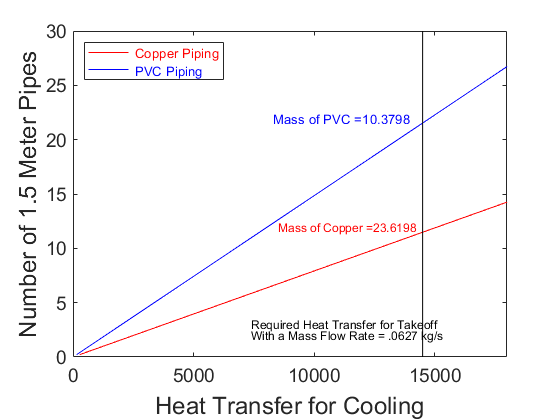 30
25
20
15
10
5
0
Number of 1.5 Meter Pipes
Copper Piping
PVC Piping
Mass of PVC =10.3798
Mass of Copper =23.6198
Required Heat Transfer for Takeoff
With a Mass Flow Rate = .0627 kg/s
0 5000 10000 15000
Heat Transfer for Cooling